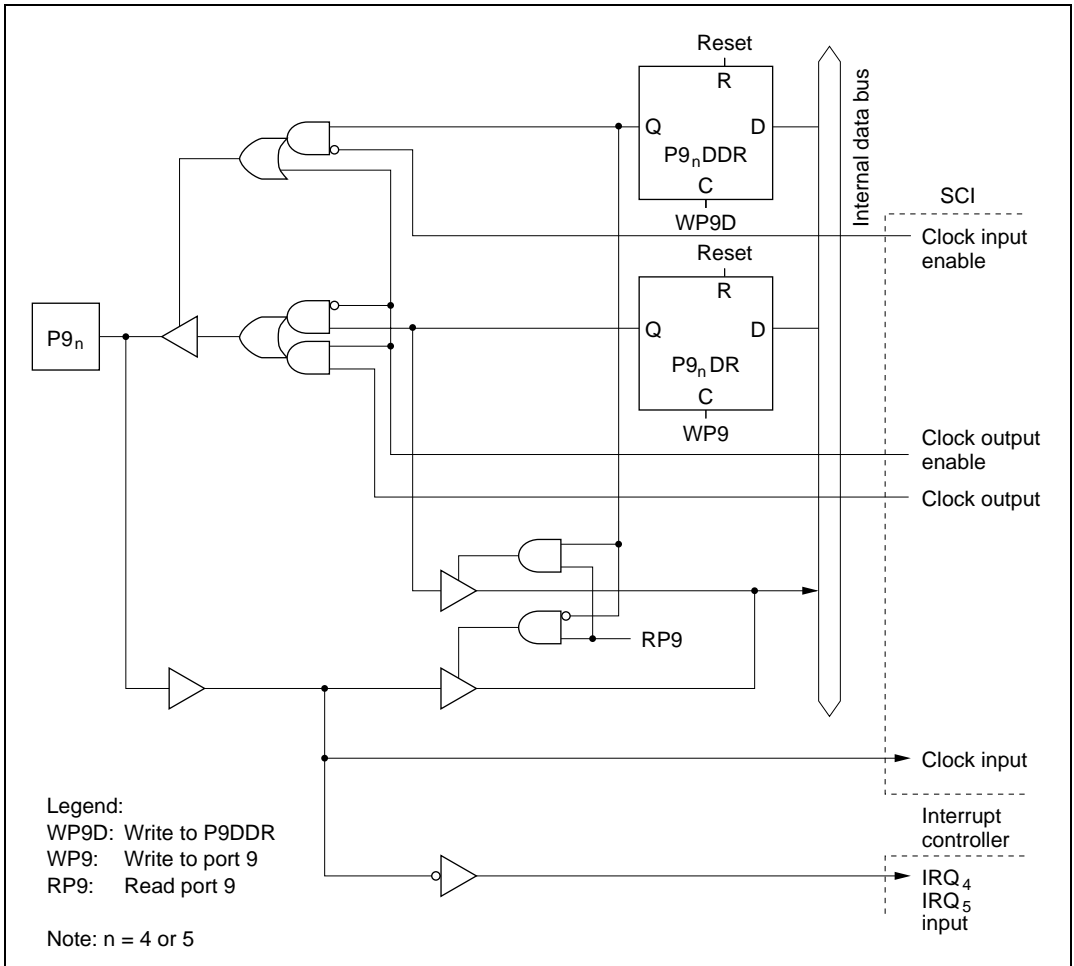 Reset
R
Q
D
P9nDDR
C
WP9D
Internal data bus
SCI
Clock input
enable
Reset
R
P9n
Q
D
P9nDR
C
WP9
Clock output
enable
Clock output
RP9
Clock input
Legend:
WP9D: Write to P9DDR
WP9: Write to port 9
RP9: Read port 9
Interrupt
controller
IRQ4
IRQ5
input
Note: n = 4 or 5